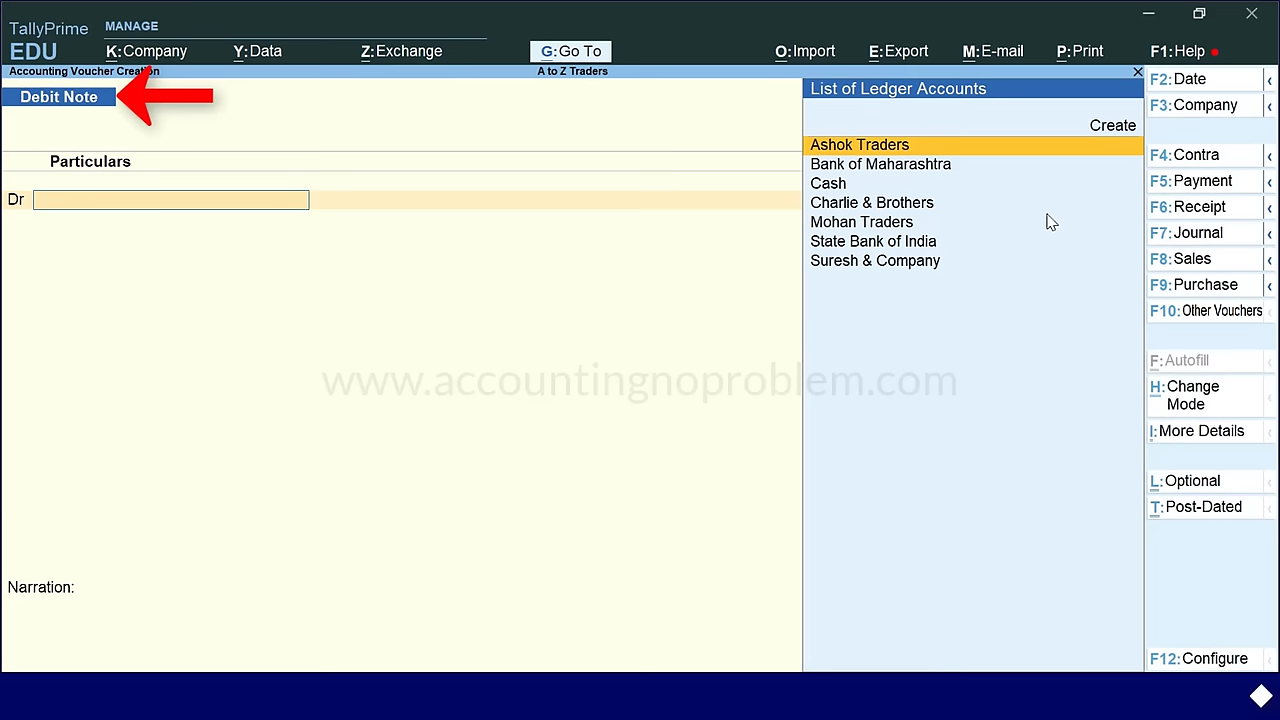 TallyPrime
EDU
MANAGE
K:Company Y:Data Z:Exchange G:Go To O:Import E:Export M:E-mail P:Print F1:Help
Accounting Voucher Creation A to Z Traders
Debit Note
Particulars
Dr
Narration:
List of Ledger Accounts
Create
Ashok Traders
Bank of Maharashtra
Cash
Charlie & Brothers
Mohan Traders
State Bank of India
Suresh & Company
F2:Date
F3:Company
F4:Contra
F5:Payment
F6:Receipt
F7:Journal
F8:Sales
F9:Purchase
F10:Other Vouchers
F:Autofill
H:Change
Mode
I:More Details
L:Optional
T:Post-Dated
F12:Configure
www.accountingnoproblem.com